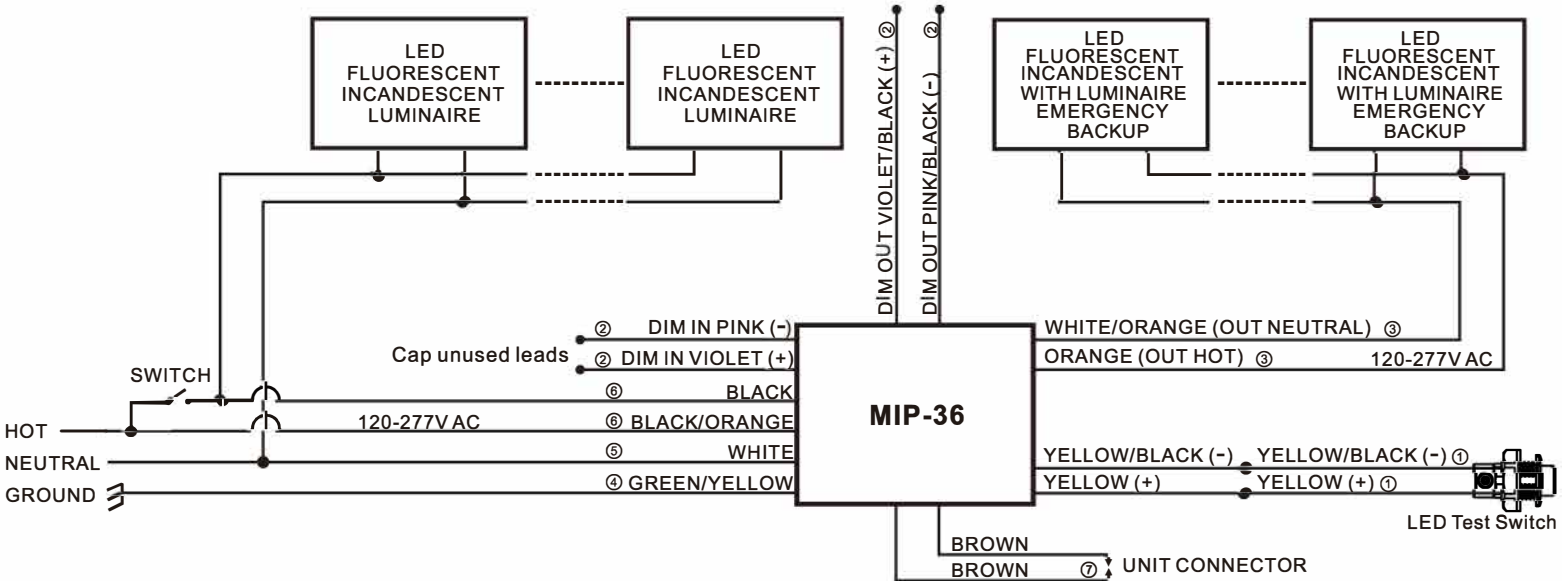 LED
FLUORESCENT
INCANDESCENT
LUMINAIRE
LED
FLUORESCENT
INCANDESCENT
LUMINAIRE
DIM OUT VIOLET/BLACK (+) ②
DIM OUT PINK/BLACK (-) ②
LED
FLUORESCENT
INCANDESCENT
WITH LUMINAIRE
EMERGENCY
BACKUP
LED
FLUORESCENT
INCANDESCENT
WITH LUMINAIRE
EMERGENCY
BACKUP
② DIM IN PINK (-)
Cap unused leads ② DIM IN VIOLET (+)
SWITCH
⑥ BLACK
HOT 120-277V AC ⑥ BLACK/ORANGE
NEUTRAL ⑤ WHITE
GROUND ④ GREEN/YELLOW
MIP-36
WHITE/ORANGE (OUT NEUTRAL) ③
ORANGE (OUT HOT) ③ 120-277V AC
YELLOW/BLACK (-) YELLOW/BLACK (-) ①
YELLOW (+) YELLOW (+) ①
LED Test Switch
BROWN
BROWN ⑦ UNIT CONNECTOR